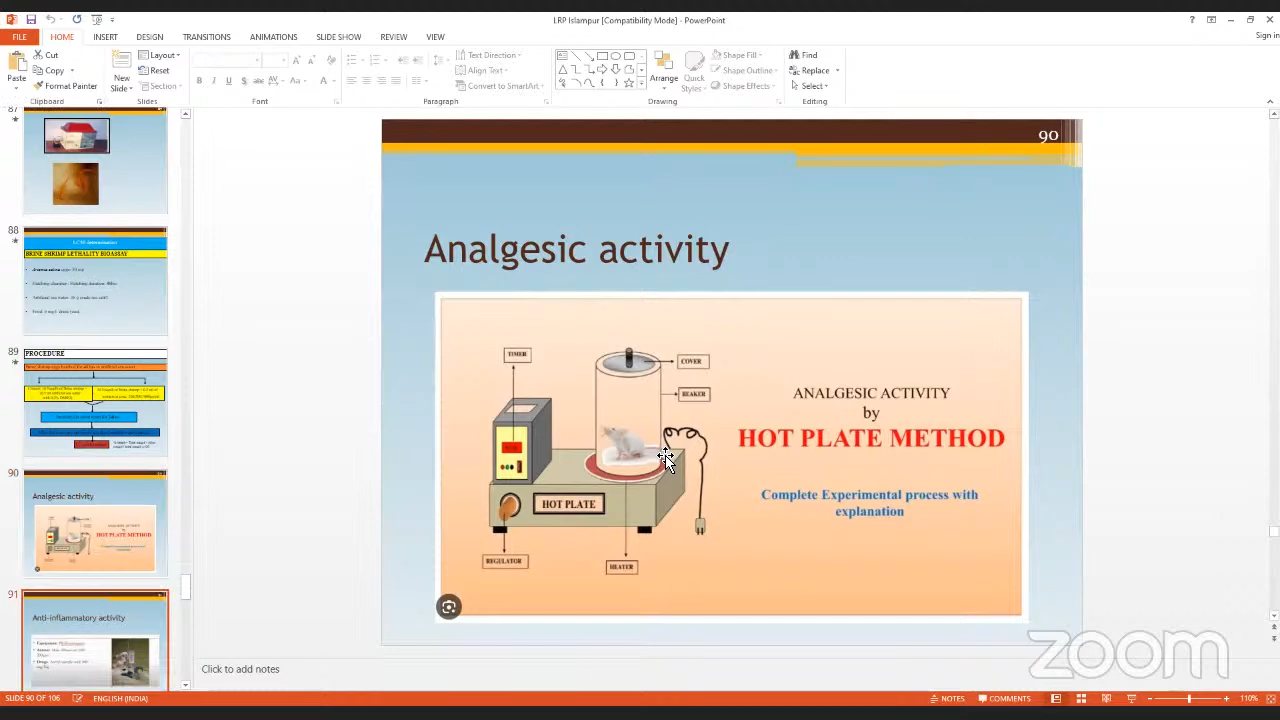 LRP Islampur [Compatibility Mode] - PowerPoint
Sign in
FILE HOME INSERT DESIGN TRANSITIONS ANIMATIONS SLIDE SHOW REVIEW VIEW
Paste
Cut
Copy
Format Painter
Clipboard
New
Slide
Layout
Reset
Section
Slides
Font
Text Direction
Align Text
Convert to SmartArt
Paragraph
Arrange
Quick
Styles
Shape Fill
Shape Outline
Shape Effects
Drawing
Find
Replace
Select
Editing
87
88
BRINE SHRIMP LETHALITY BIOASSAY
89
PROCEDURE
90
Analgesic activity
HOT PLATE METHOD
91
Anti-inflammatory activity
90
Analgesic activity
TIMER
COVER
BEAKER
HOT PLATE
REGULATOR
HEATER
ANALGESIC ACTIVITY
by
HOT PLATE METHOD
Complete Experimental process with
explanation
Click to add notes
zoom
SLIDE 90 OF 106 ENGLISH (INDIA) NOTES COMMENTS 110%